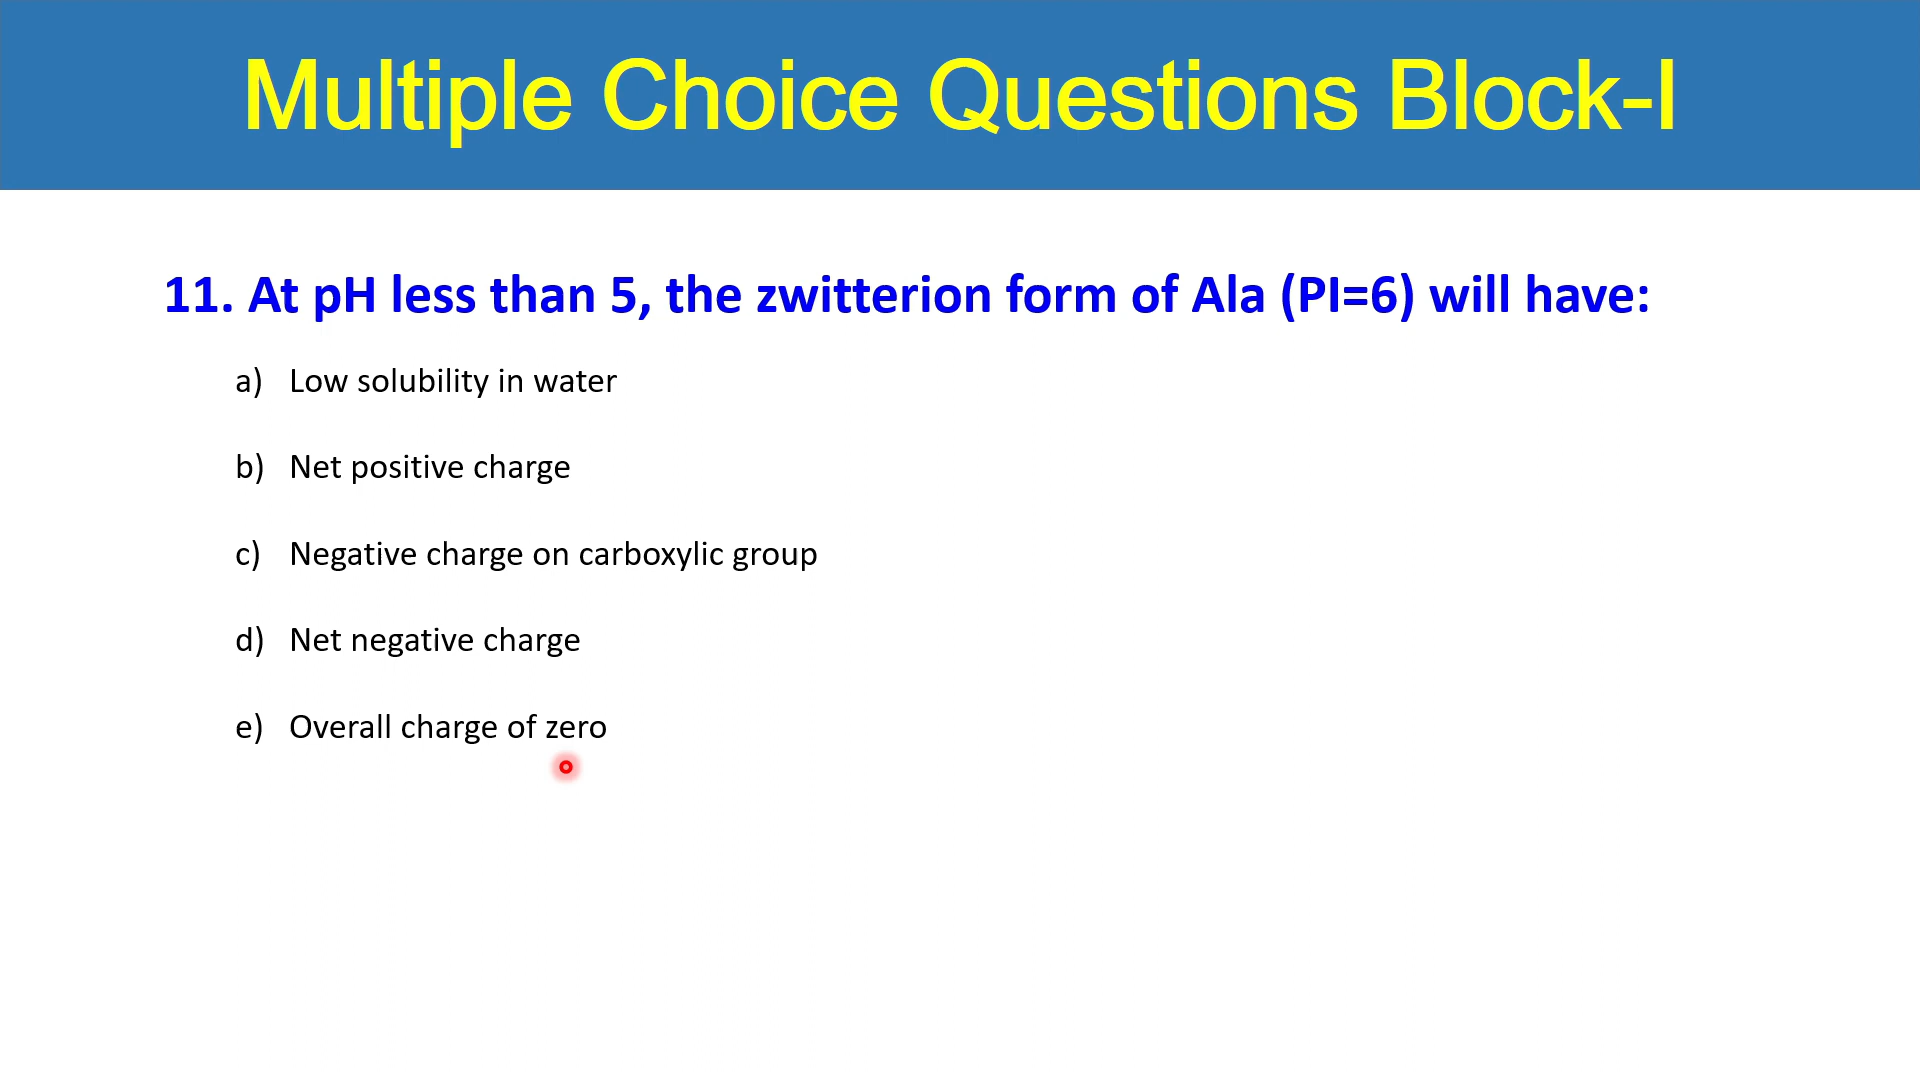 Multiple Choice Questions Block-I
11. At pH less than 5, the zwitterion form of Ala (PI=6) will have:
a) Low solubility in water
b) Net positive charge
c) Negative charge on carboxylic group
d) Net negative charge
e) Overall charge of zero